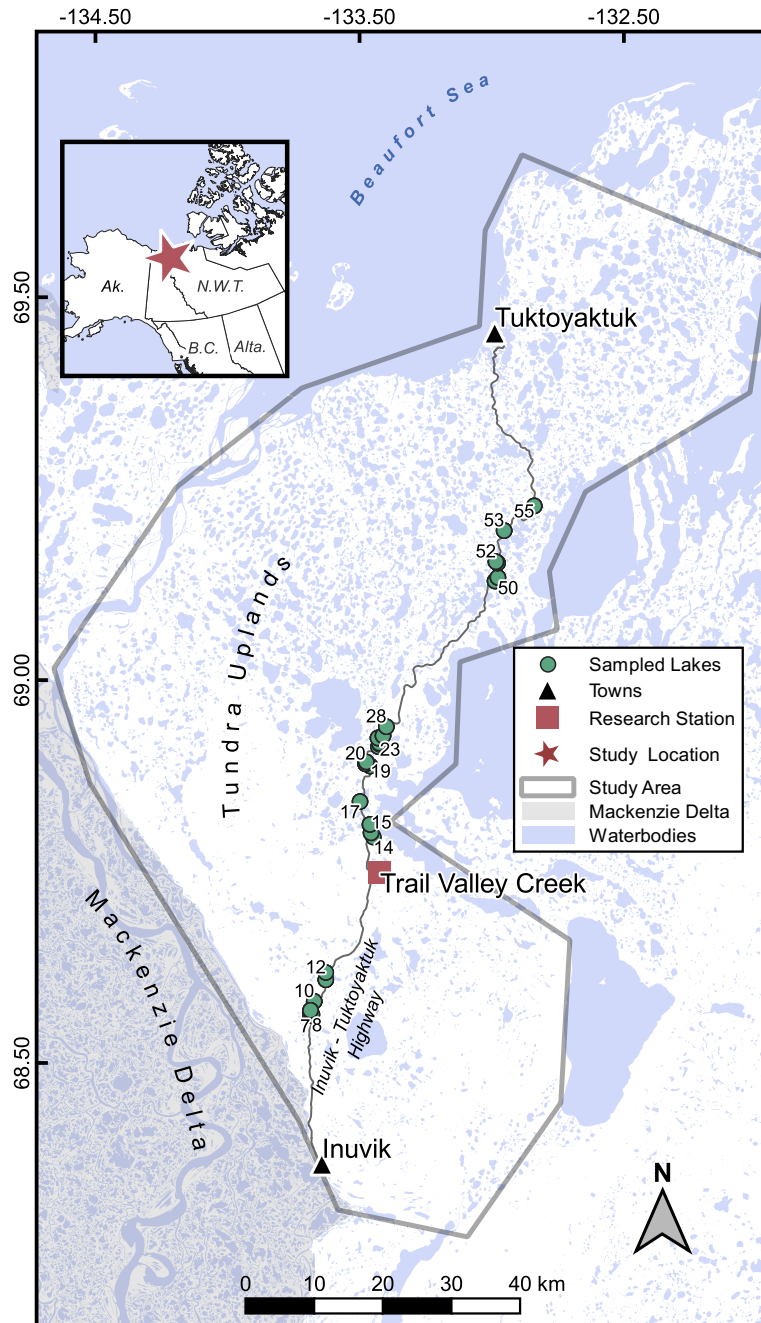 -134.50
-133.50
-132.50
Beaufort Sea
Ak.
N.W.T.
B.C.
Alta.
69.50
Tuktoyaktuk
55
53
52
50
Tundra Uplands
69.00
Sampled Lakes
Towns
Research Station
Study Location
Study Area
Mackenzie Delta
Waterbodies
28
23
20
19
17
15
14
Trail Valley Creek
Mackenzie Delta
12
10
78
Inuvik - Tuktoyaktuk
Highway
68.50
Inuvik
N
0 10 20 30 40 km